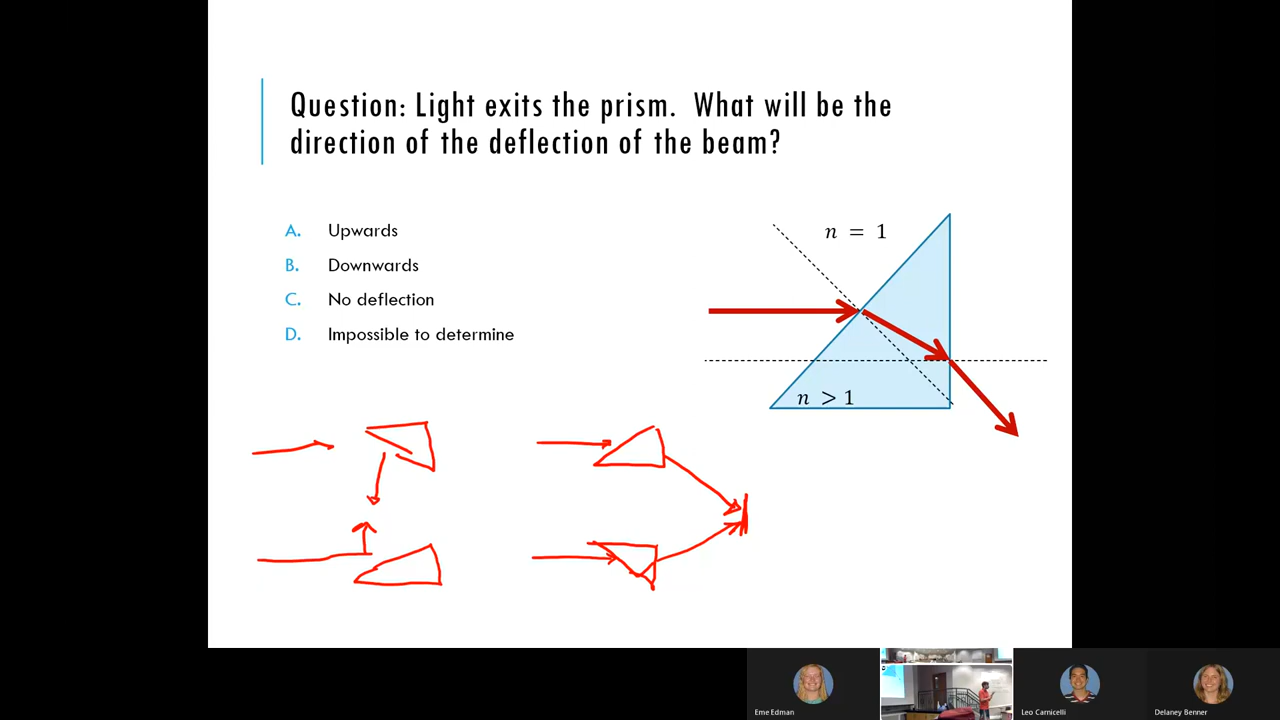 Question: Light exits the prism. What will be the
direction of the deflection of the beam?
A. Upwards
B. Downwards
C. No deflection
D. Impossible to determine
n = 1
n > 1
Eme Edman
Leo Carnicelli
Delaney Benner